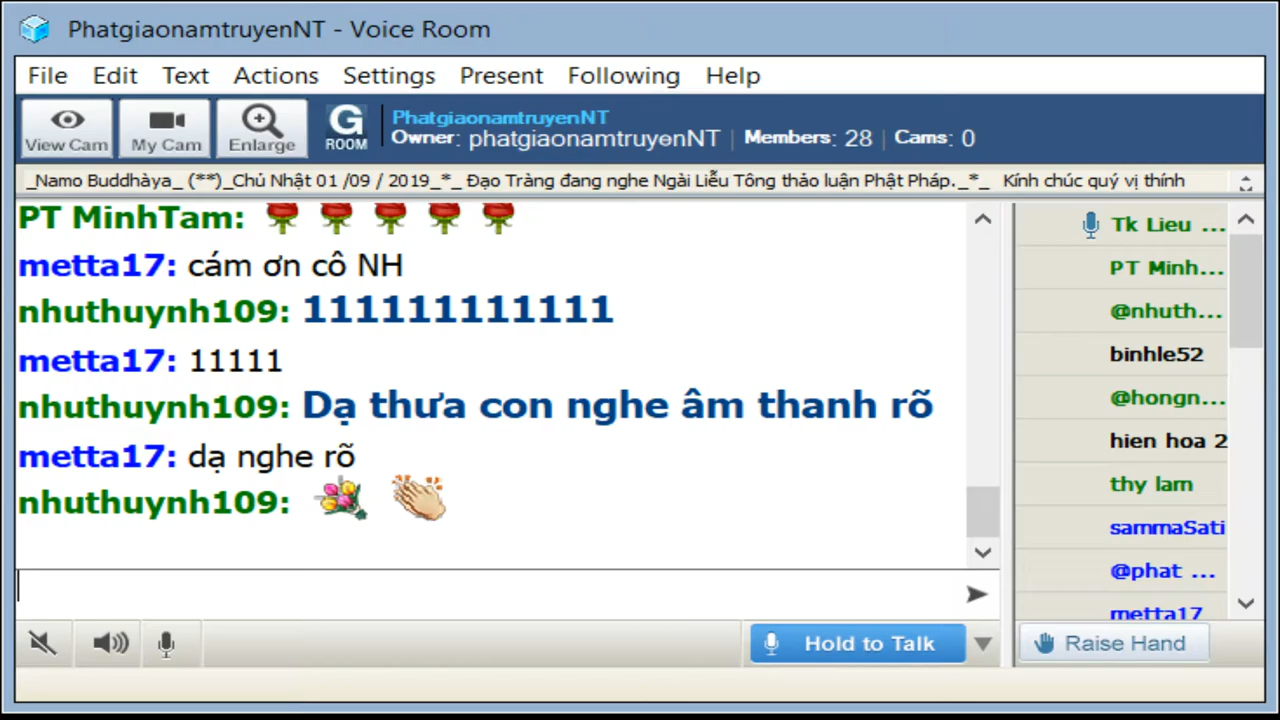 PhatgiaonamtruyenNT - Voice Room
File Edit Text Actions Settings Present Following Help
View Cam My Cam Enlarge G ROOM
PhatgiaonamtruyenNT
Owner: phatgiaonamtruyenNT | Members: 28 | Cams: 0
_Namo Buddhàya_ (**)_Chủ Nhật 01 /09 / 2019_*_ Đạo Tràng đang nghe Ngài Liễu Tông thảo luận Phật Pháp._*_ Kính chúc quý vị thính
PT MinhTam:
metta17: cám ơn cô NH
nhuthuynh109: 111111111111
metta17: 11111
nhuthuynh109: Dạ thưa con nghe âm thanh rõ
metta17: dạ nghe rõ
nhuthuynh109:
Tk Lieu ...
PT Minh...
@nhuth...
binhle52
@hongn...
hien hoa 2
thy lam
sammaSati
@phat ...
metta17
Hold to Talk
Raise Hand